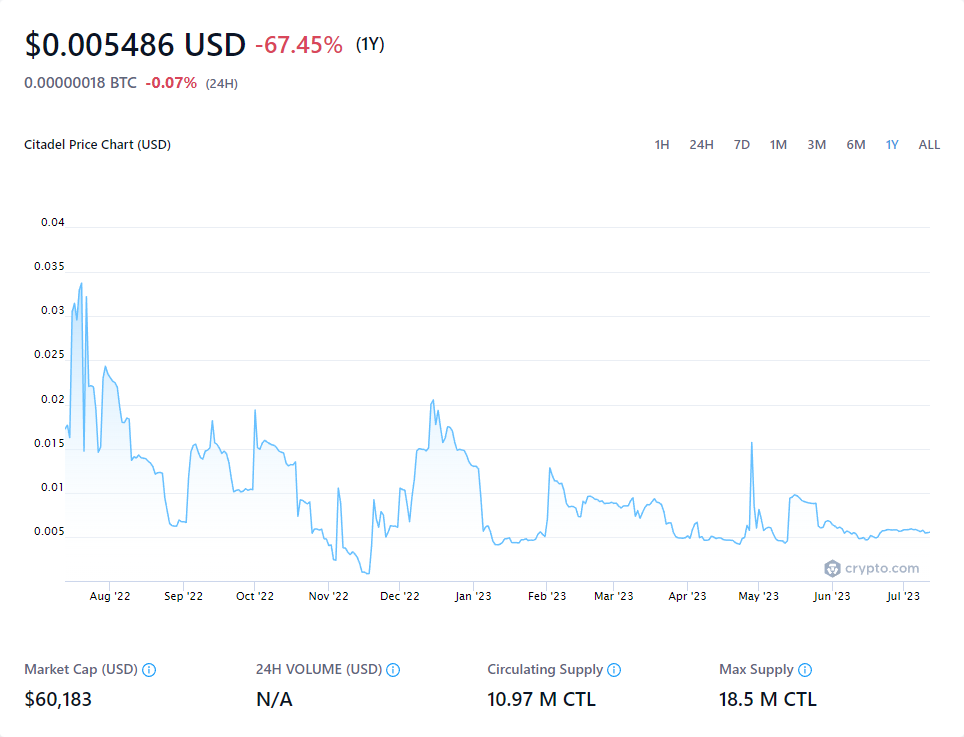 $0.005486 USD -67.45% (1Y)
0.00000018 BTC -0.07% (24H)
Citadel Price Chart (USD) 1H 24H 7D 1M 3M 6M 1Y ALL
0.04
0.035
0.03
0.025
0.02
0.015
0.01
0.005
crypto.com
Aug '22 Sep '22 Oct '22 Nov '22 Dec '22 Jan '23 Feb '23 Mar '23 Apr '23 May '23 Jun '23 Jul '23
Market Cap (USD) 24H VOLUME (USD) Circulating Supply Max Supply
$60,183 N/A 10.97 M CTL 18.5 M CTL